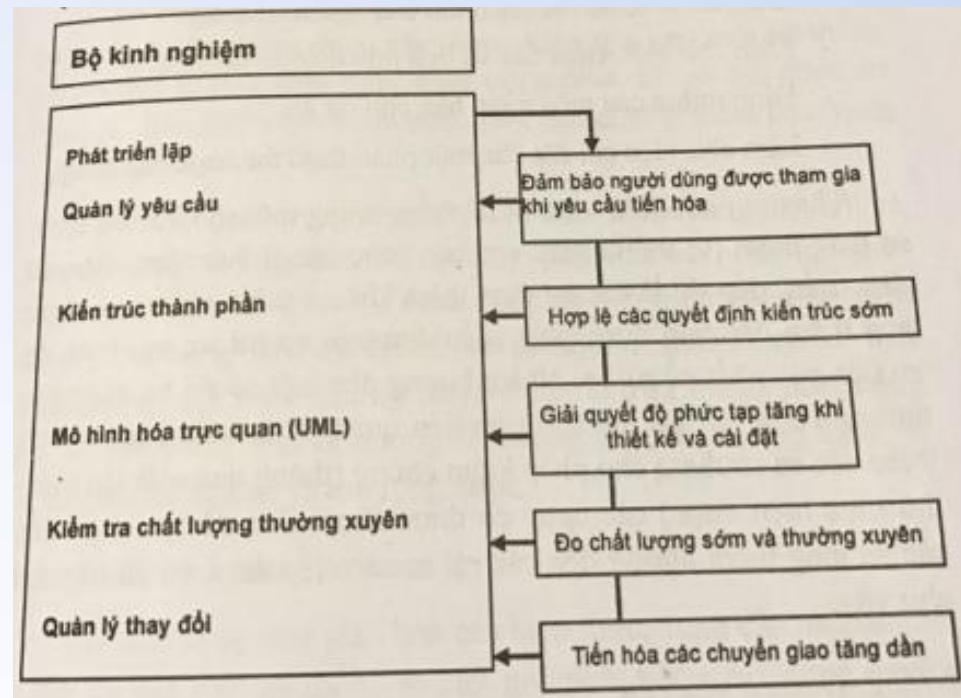 Bộ kinh nghiệm
Phát triển lặp
Quản lý yêu cầu
Kiến trúc thành phần
Mô hình hóa trực quan (UML)
Kiểm tra chất lượng thường xuyên
Quản lý thay đổi
Đảm bảo người dùng được tham gia
khi yêu cầu tiến hóa
Hợp lệ các quyết định kiến trúc sớm
Giải quyết độ phức tạp tăng khi
thiết kế và cài đặt
Đo chất lượng sớm và thường xuyên
Tiến hóa các chuyển giao tăng dần